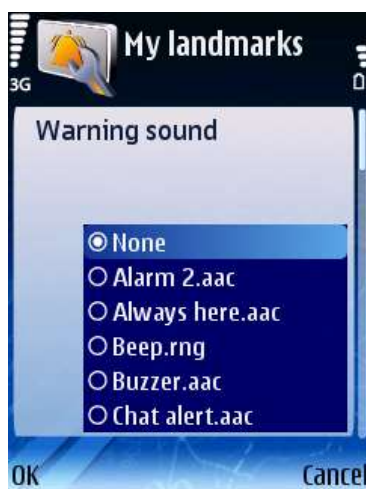 My landmarks
3G
Warning sound
None
Alarm 2.aac
Always here.aac
Beep.rng
Buzzer.aac
Chat alert.aac
OK
Cancel